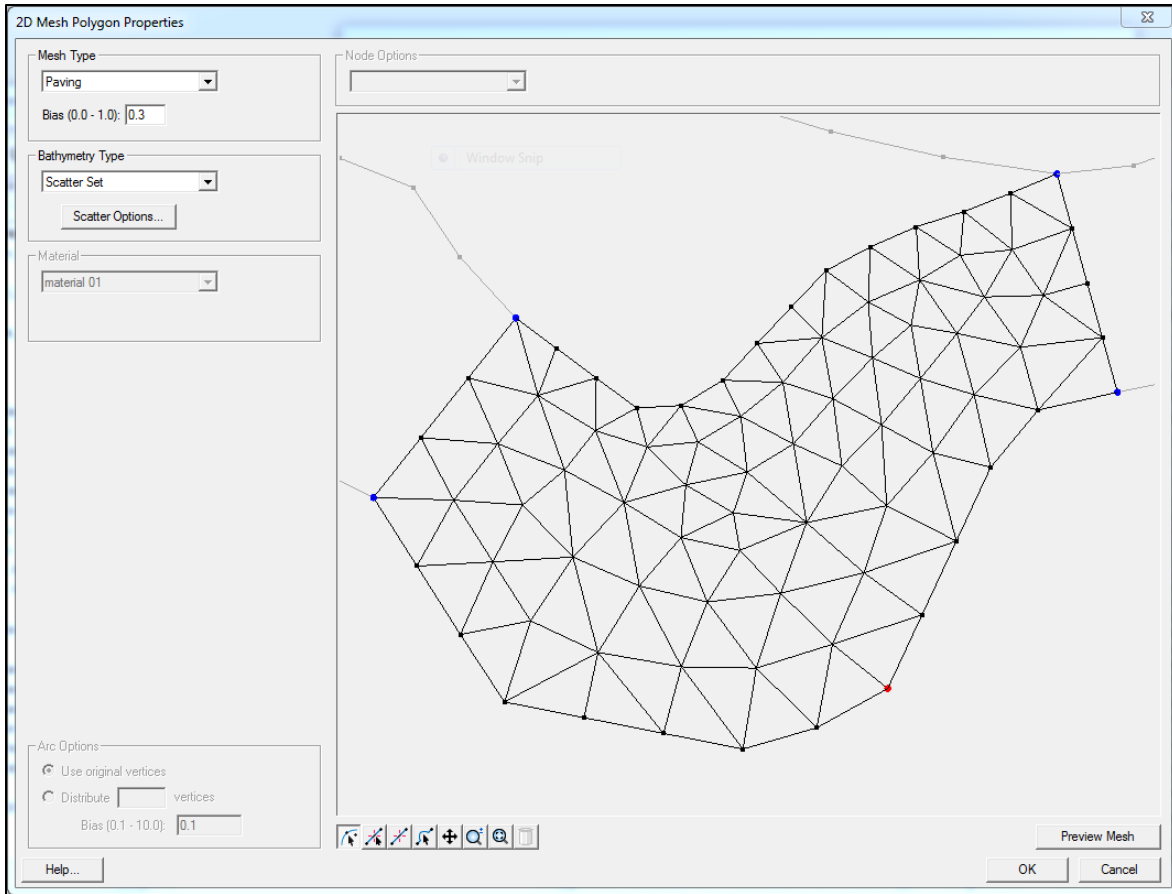 2D Mesh Polygon Properties
Mesh Type
Paving
Bias (0.0 - 1.0): 0.3
Bathymetry Type
Scatter Set
Scatter Options...
Material
material 01
Node Options
Window Snip
Arc Options
Use original vertices
Distribute vertices
Bias (0.1 - 10.0): 0.1
Preview Mesh
Help...
OK
Cancel